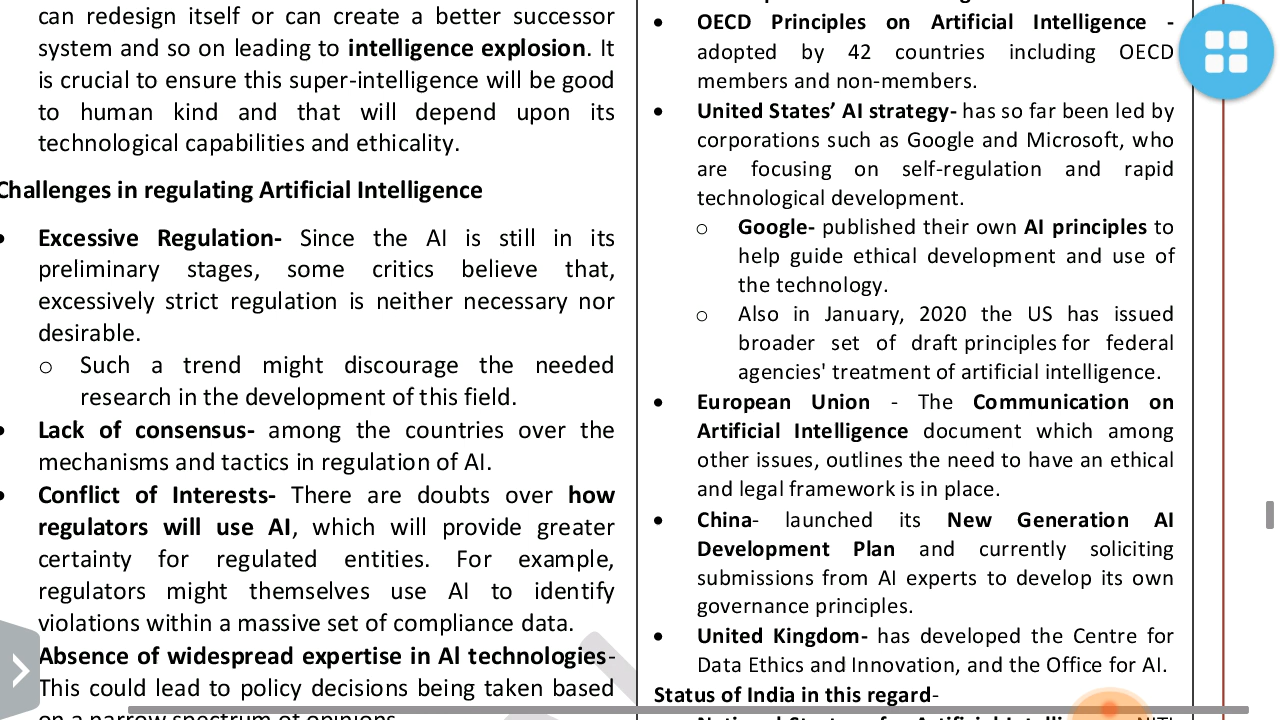 can redesign itself or can create a better successor
system and so on leading to intelligence explosion. It
is crucial to ensure this super-intelligence will be good
to human kind and that will depend upon its
technological capabilities and ethicality.
Challenges in regulating Artificial Intelligence
• Excessive Regulation- Since the AI is still in its
preliminary stages, some critics believe that,
excessively strict regulation is neither necessary nor
desirable.
o Such a trend might discourage the needed
research in the development of this field.
• Lack of consensus- among the countries over the
mechanisms and tactics in regulation of AI.
• Conflict of Interests- There are doubts over how
regulators will use AI, which will provide greater
certainty for regulated entities. For example,
regulators might themselves use AI to identify
violations within a massive set of compliance data.
Absence of widespread expertise in Al technologies-
This could lead to policy decisions being taken based
on a narrow spectrum of opinions.
• OECD Principles on Artificial Intelligence -
adopted by 42 countries including OECD
members and non-members.
• United States’ AI strategy- has so far been led by
corporations such as Google and Microsoft, who
are focusing on self-regulation and rapid
technological development.
o Google- published their own AI principles to
help guide ethical development and use of
the technology.
o Also in January, 2020 the US has issued
broader set of draft principles for federal
agencies' treatment of artificial intelligence.
• European Union - The Communication on
Artificial Intelligence document which among
other issues, outlines the need to have an ethical
and legal framework is in place.
• China- launched its New Generation AI
Development Plan and currently soliciting
submissions from AI experts to develop its own
governance principles.
• United Kingdom- has developed the Centre for
Data Ethics and Innovation, and the Office for AI.
Status of India in this regard-